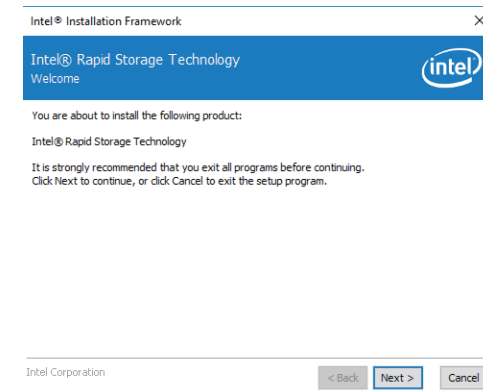 Intel® Installation Framework
Intel® Rapid Storage Technology
Welcome
intel
You are about to install the following product:
Intel® Rapid Storage Technology
It is strongly recommended that you exit all programs before continuing.
Click Next to continue, or click Cancel to exit the setup program.
Intel Corporation
< Back Next > Cancel